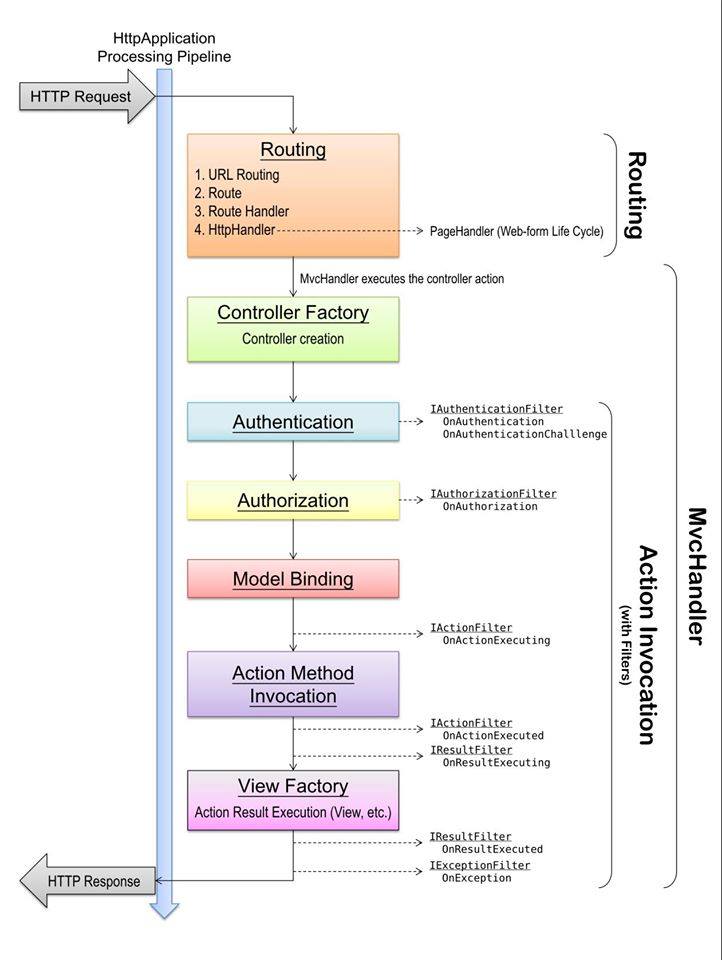 HttpApplication
Processing Pipeline
HTTP Request
Routing
1. URL Routing
2. Route
3. Route Handler
4. HttpHandler
PageHandler (Web-form Life Cycle)
Routing
MvcHandler executes the controller action
Controller Factory
Controller creation
Authentication
IAuthenticationFilter
OnAuthentication
OnAuthenticationChalllenge
Authorization
IAuthorizationFilter
OnAuthorization
Model Binding
IActionFilter
OnActionExecuting
Action Method
Invocation
IActionFilter
OnActionExecuted
IResultFilter
OnResultExecuting
View Factory
Action Result Execution (View, etc.)
IResultFilter
OnResultExecuted
IExceptionFilter
OnException
HTTP Response
Action Invocation
(with Filters)
MvcHandler